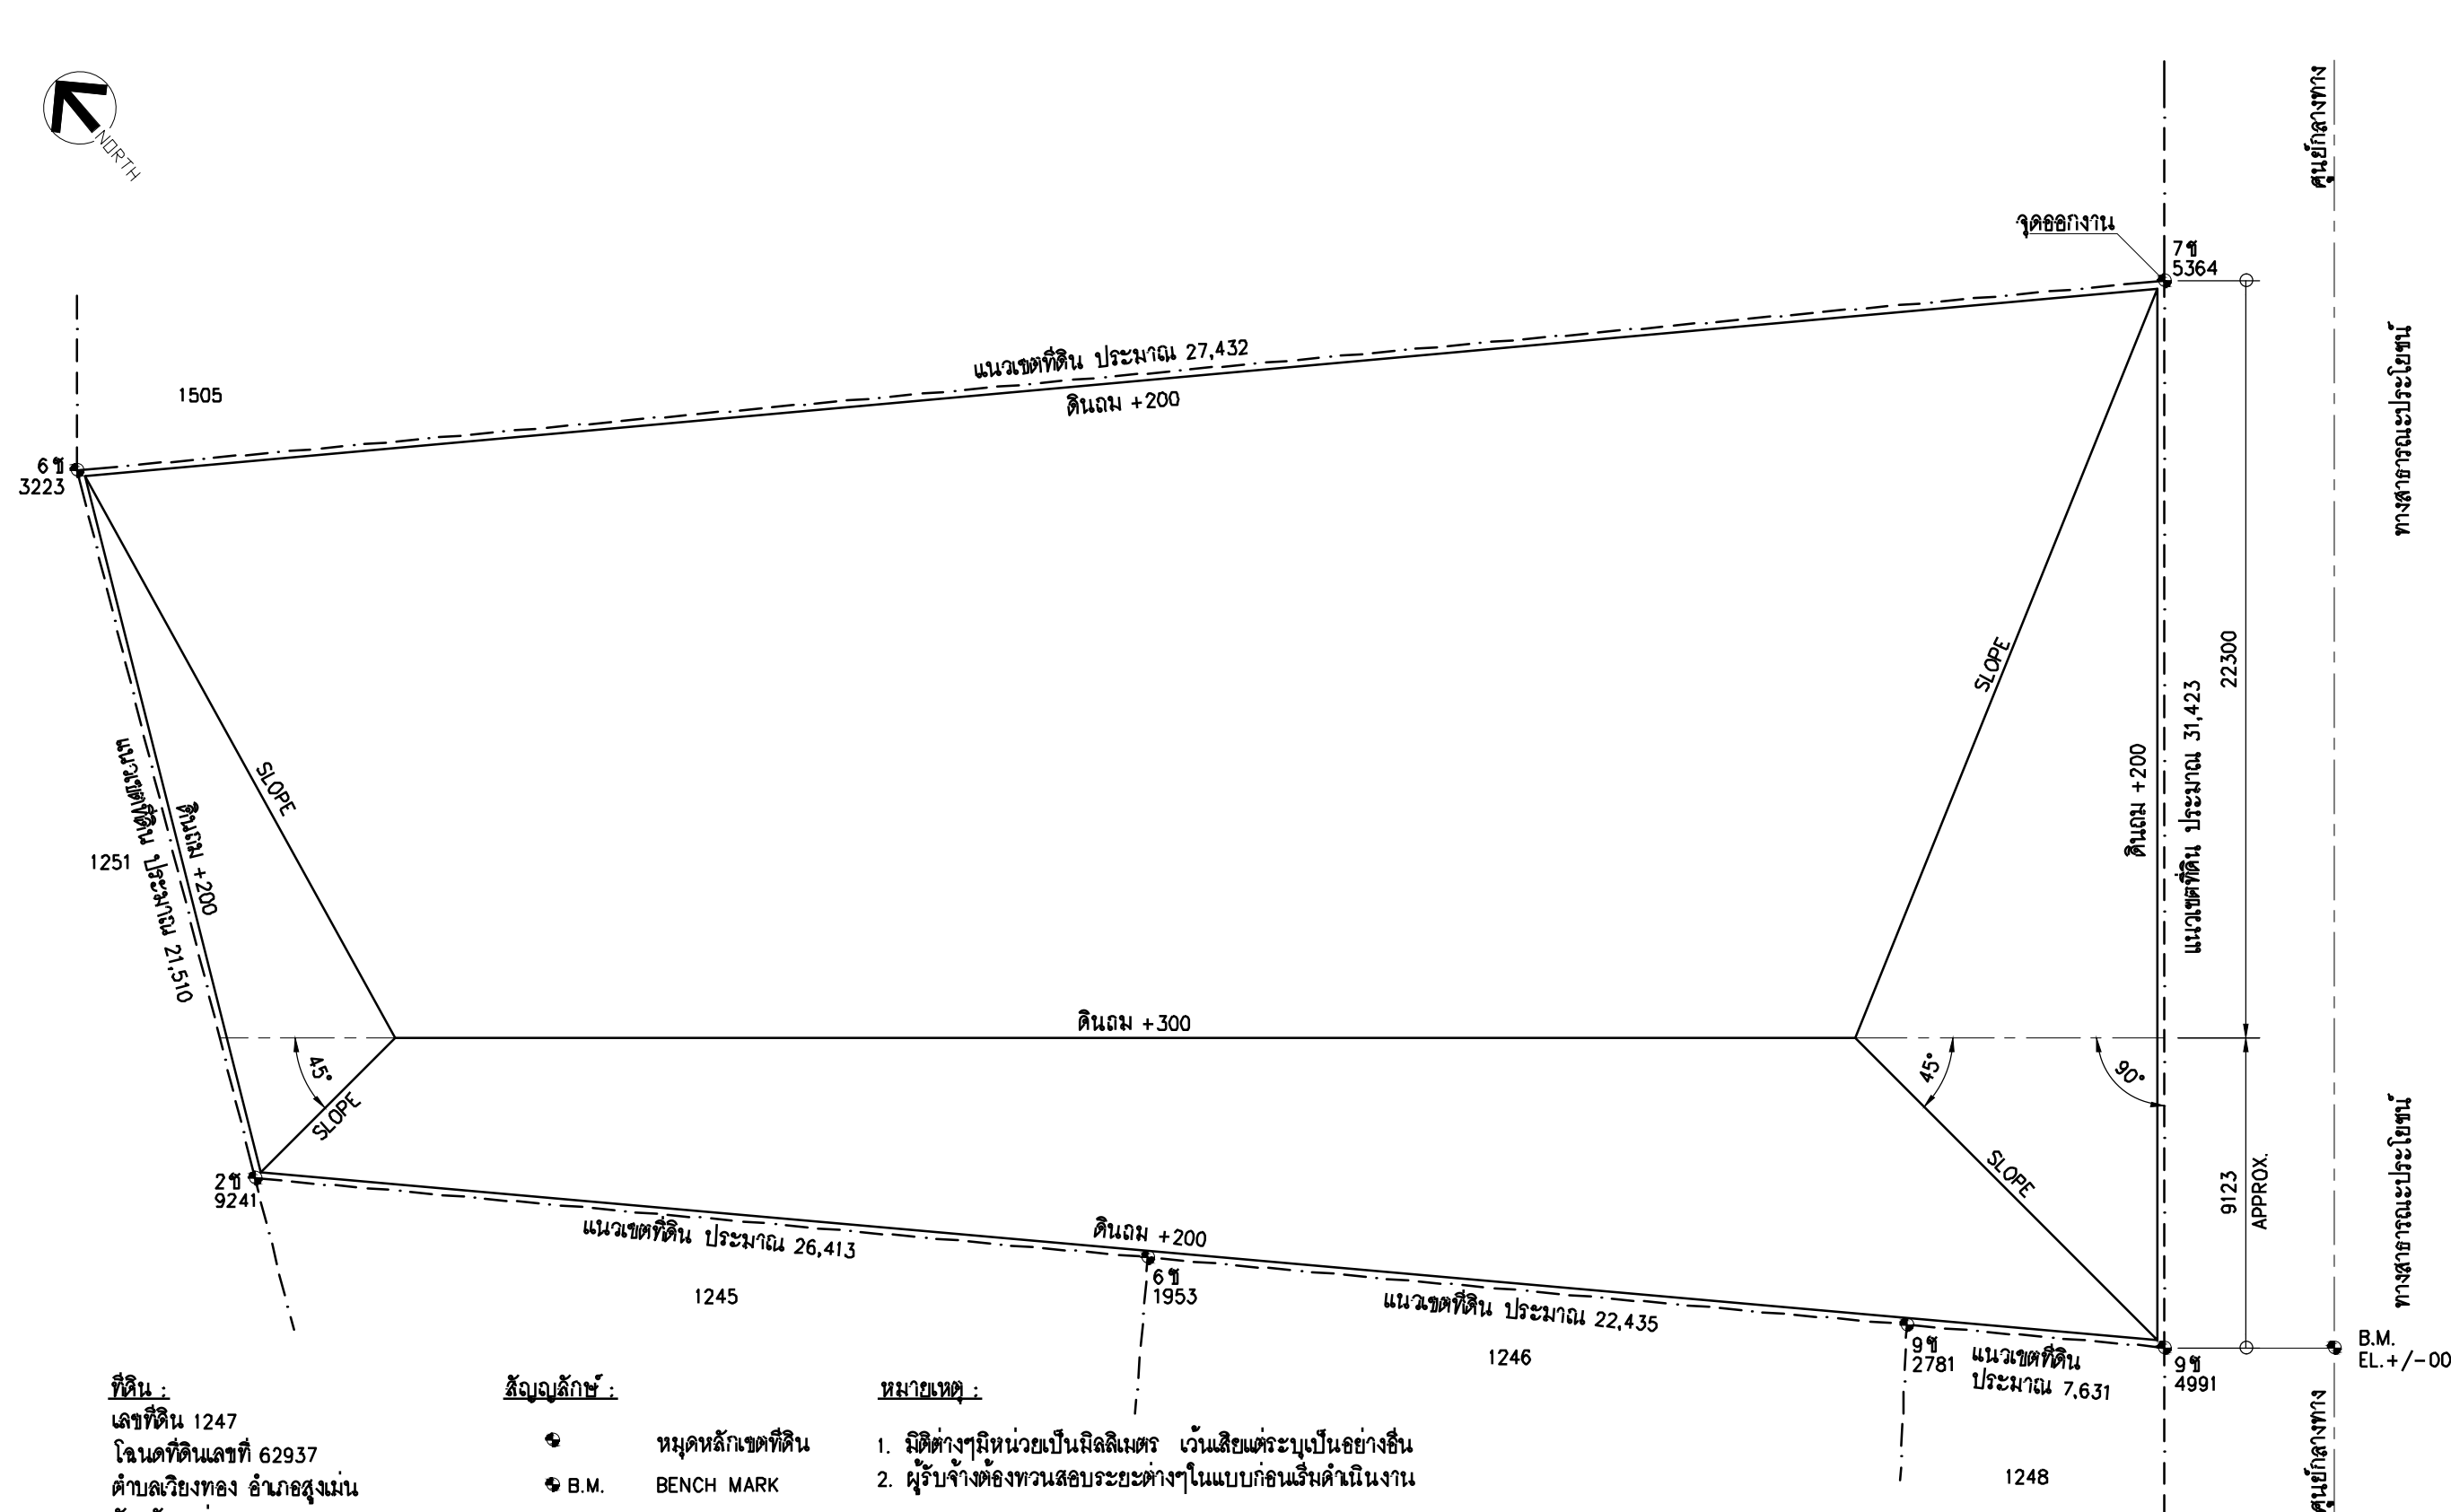 NORTH
ศูนย์กลางทาง
จุดออกงาน
7ช
5364
แนวเขตที่ดิน ประมาณ 27,432
ดินถม +200
1505
6ช
3223
ทางสาธารณะประโยชน์
SLOPE
SLOPE
22300
แนวเขตที่ดิน ประมาณ 31,423
ดินถม +200
แนวเขตที่ดิน ประมาณ 21,510
ดินถม +200
1251
ดินถม +300
45°
SLOPE
45°
90°
SLOPE
9123
APPROX.
ทางสาธารณะประโยชน์
2ช
9241
แนวเขตที่ดิน ประมาณ 26,413
ดินถม +200
6ช
1953
1245
แนวเขตที่ดิน ประมาณ 22,435
1246
9ช
2781
แนวเขตที่ดิน
ประมาณ 7,631
9ช
4991
B.M.
EL.+/-00
ศูนย์กลางทาง
1248
ที่ดิน :
เลขที่ดิน 1247
โฉนดที่ดินเลขที่ 62937
ตำบลเวียงทอง อำเภอสูงเม่น
สัญญลักษ์ :
หมุดหลักเขตที่ดิน
B.M. BENCH MARK
หมายเหตุ :
1. มิติต่างๆมีหน่วยเป็นมิลลิเมตร เว้นเสียแต่ระบุเป็นอย่างอื่น
2. ผู้รับจ้างต้องทวนสอบระยะต่างๆในแบบก่อนเริ่มดำเนินงาน